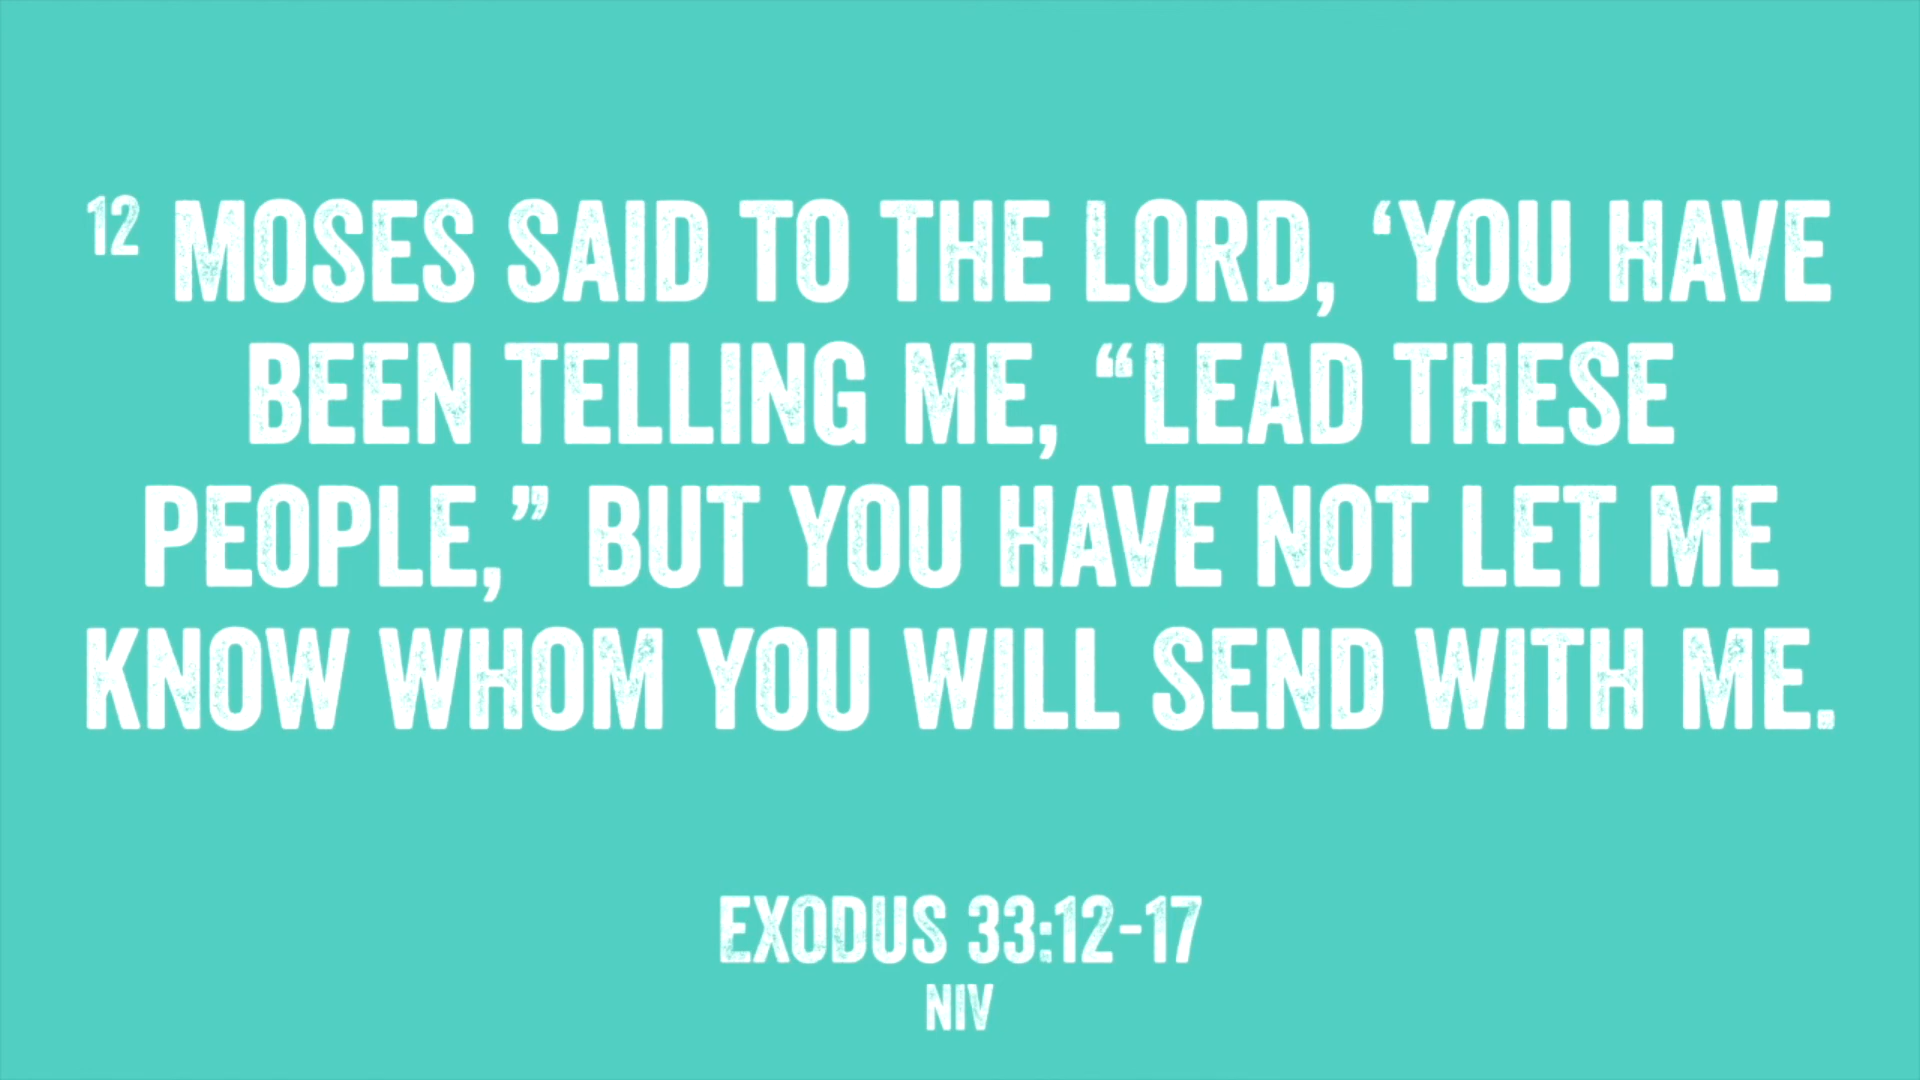 12 MOSES SAID TO THE LORD, ‘YOU HAVE
BEEN TELLING ME, “LEAD THESE
PEOPLE,” BUT YOU HAVE NOT LET ME
KNOW WHOM YOU WILL SEND WITH ME.
EXODUS 33:12-17
NIV